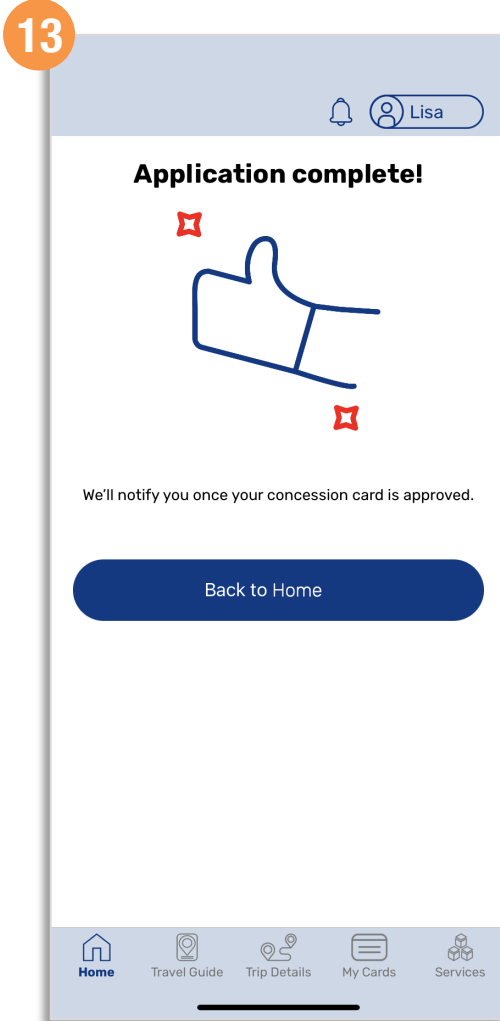 13
Lisa
Application complete!
We'll notify you once your concession card is approved.
Back to Home
Home Travel Guide Trip Details My Cards Services